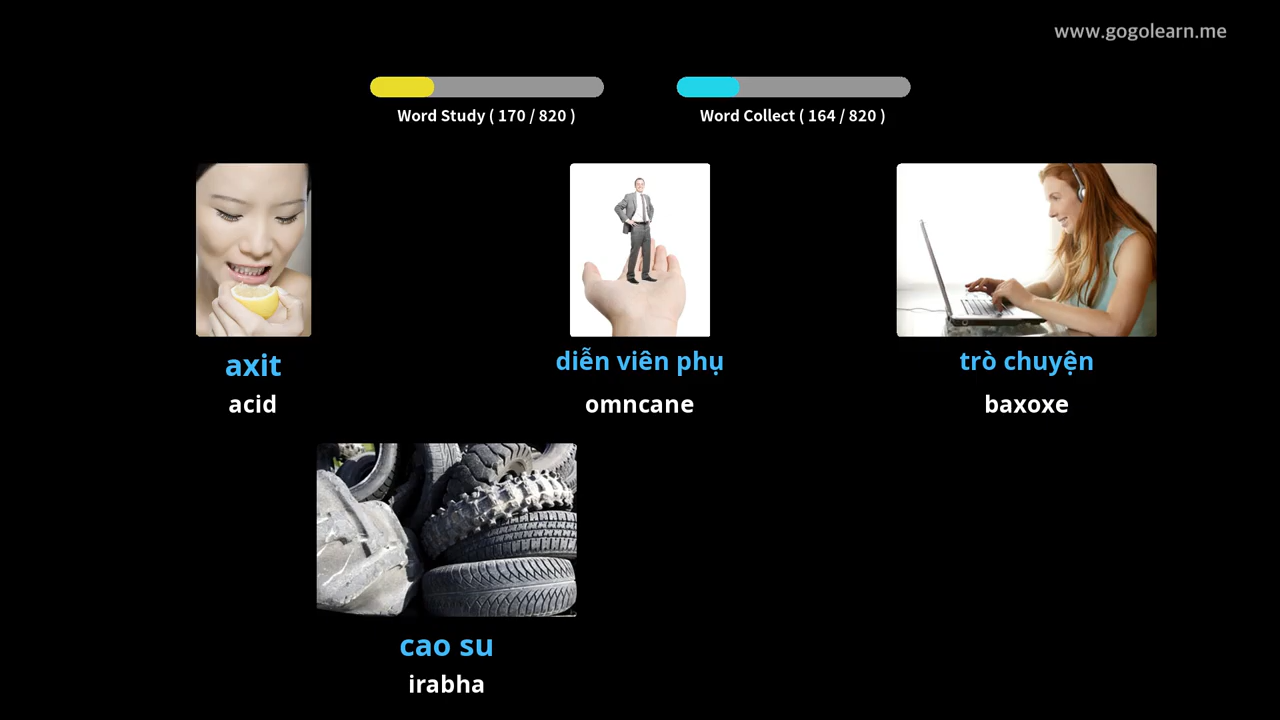 www.gogolearn.me
Word Study ( 170 / 820 )
Word Collect ( 164 / 820 )
axit
acid
diễn viên phụ
omncane
trò chuyện
baxoxe
cao su
irabha